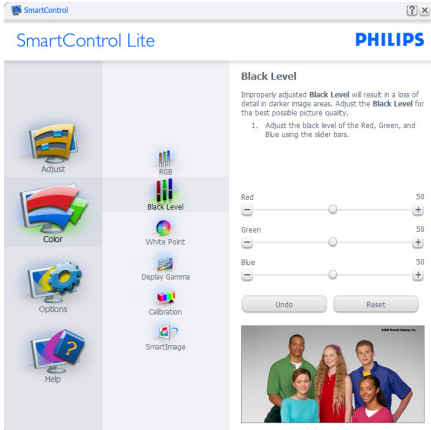 SmartControl
SmartControl Lite
PHILIPS
Adjust
Color
Options
Help
RGB
Black Level
White Point
Display Gamma
Calibration
SmartImage
Black Level
Improperly adjusted Black Level will result in a loss of
detail in darker image areas. Adjust the Black Level for
the best possible picture quality.
1. Adjust the black level of the Red, Green, and
Blue using the slider bars.
Red 50
Green 50
Blue 50
Undo Reset